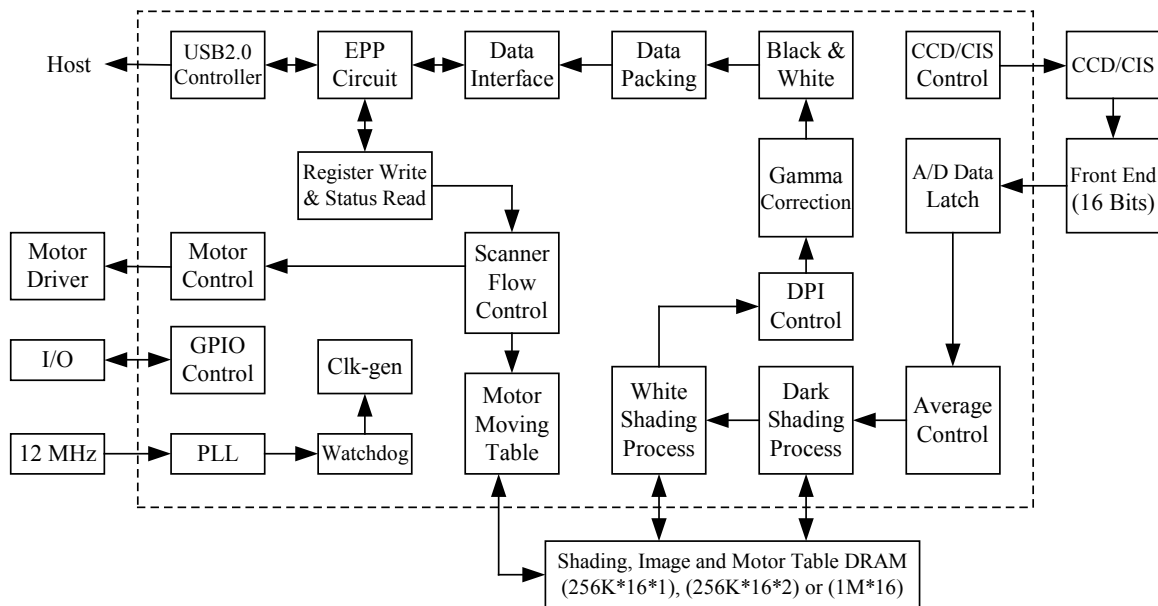 Host
USB2.0
Controller
EPP
Circuit
Data
Interface
Data
Packing
Black &
White
CCD/CIS
Control
CCD/CIS
Register Write
& Status Read
Gamma
Correction
A/D Data
Latch
Front End
(16 Bits)
Motor
Driver
Motor
Control
Scanner
Flow
Control
DPI
Control
I/O
GPIO
Control
Clk-gen
Motor
Moving
Table
White
Shading
Process
Dark
Shading
Process
Average
Control
12 MHz
PLL
Watchdog
Shading, Image and Motor Table DRAM
(256K*16*1), (256K*16*2) or (1M*16)